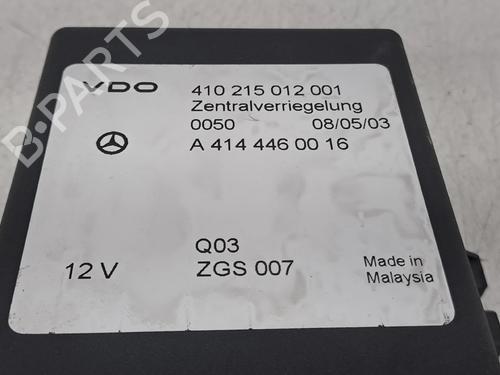 B-PARTS
VDO 410 215 012 001
Zentralverriegelung
0050 08/05/03
A 414 446 00 16
Q03
12 V ZGS 007
Made in
Malaysia